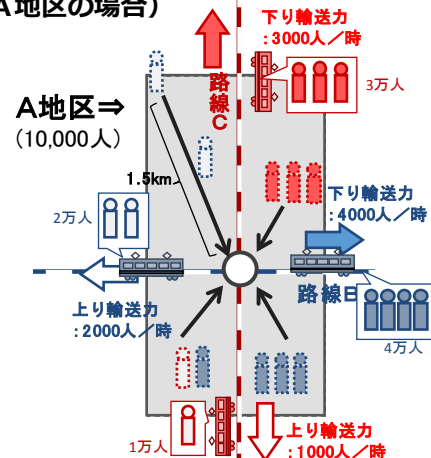 A地区の場合）
下り輸送力
：3000人／時
路線C
3万人
A地区⇒
（10,000人）
1.5km
下り輸送力
：4000人／時
2万人
路線B
上り輸送力
：2000人／時
4万人
1万人
上り輸送力
：1000人／時